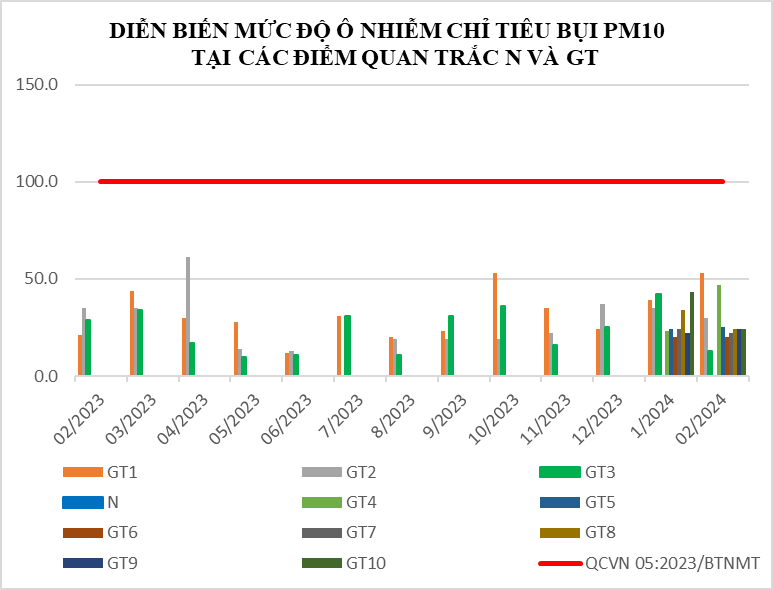 DIỄN BIẾN MỨC ĐỘ Ô NHIỄM CHỈ TIÊU BỤI PM10
TẠI CÁC ĐIỂM QUAN TRẮC N VÀ GT
150.0
100.0
50.0
0.0
02/2023
03/2023
04/2023
05/2023
06/2023
7/2023
8/2023
9/2023
10/2023
11/2023
12/2023
1/2024
02/2024
GT1 GT2 GT3
N GT4 GT5
GT6 GT7 GT8
GT9 GT10 QCVN 05:2023/BTNMT